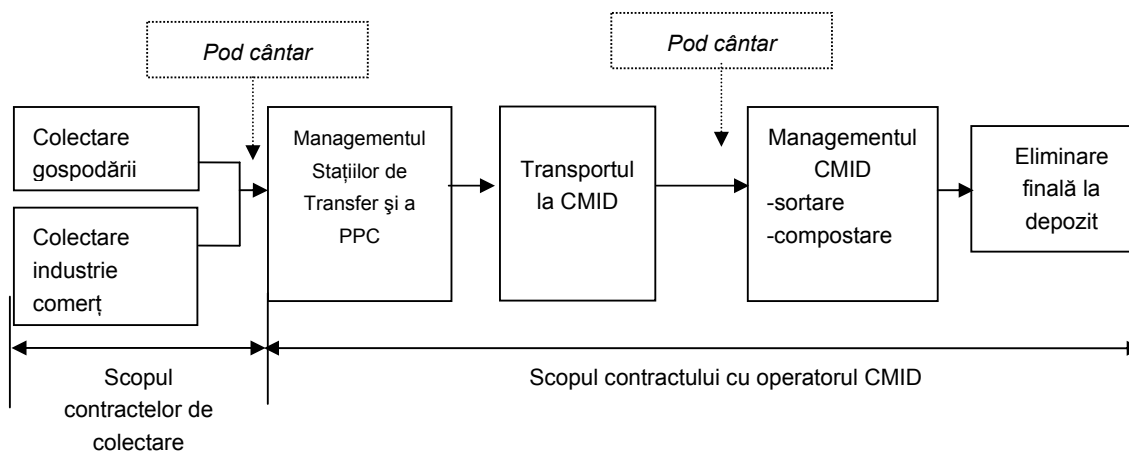 Pod cântar
Pod cântar
Colectare
gospodării
Colectare
industrie
comerț
Managementul
Stațiilor de
Transfer şi a
PPC
Transportul
la CMID
Managementul
CMID
-sortare
-compostare
Eliminare
finală la
depozit
Scopul
contractelor de
colectare
Scopul contractului cu operatorul CMID